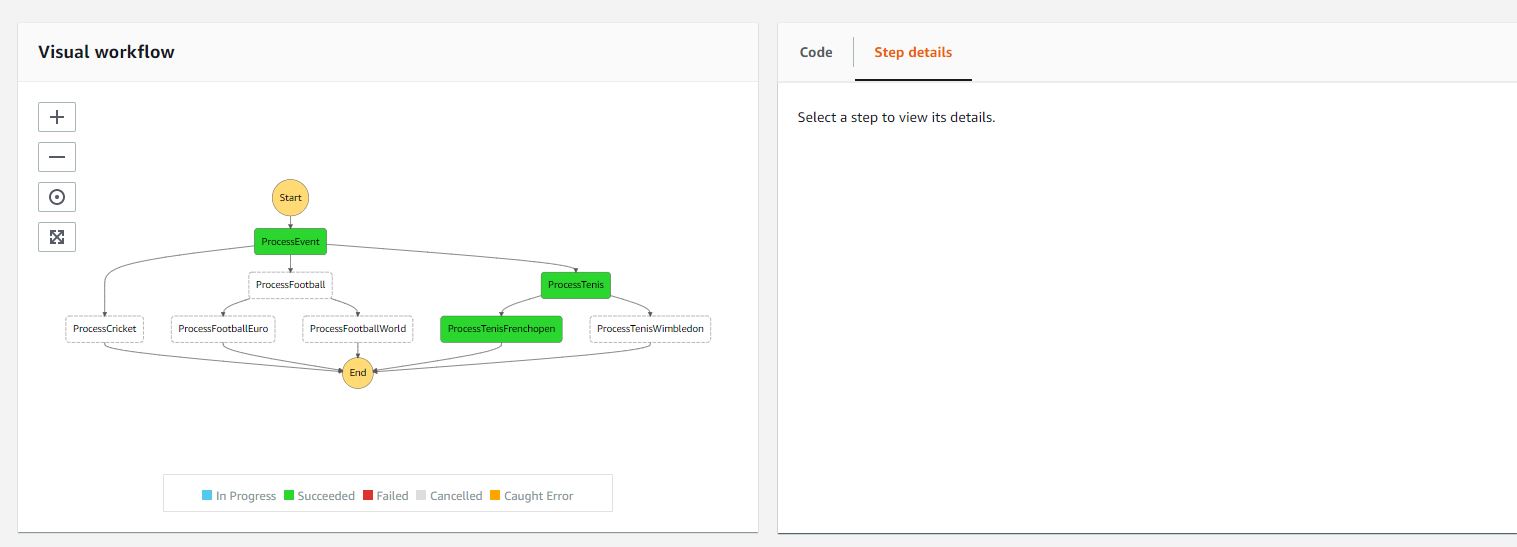 Visual workflow
Code
Step details
Select a step to view its details.
Start
ProcessEvent
ProcessFootball
ProcessTenis
ProcessCricket
ProcessFootballEuro
ProcessFootballWorld
ProcessTenisFrenchopen
ProcessTenisWimbledon
End
In Progress Succeeded Failed Cancelled Caught Error